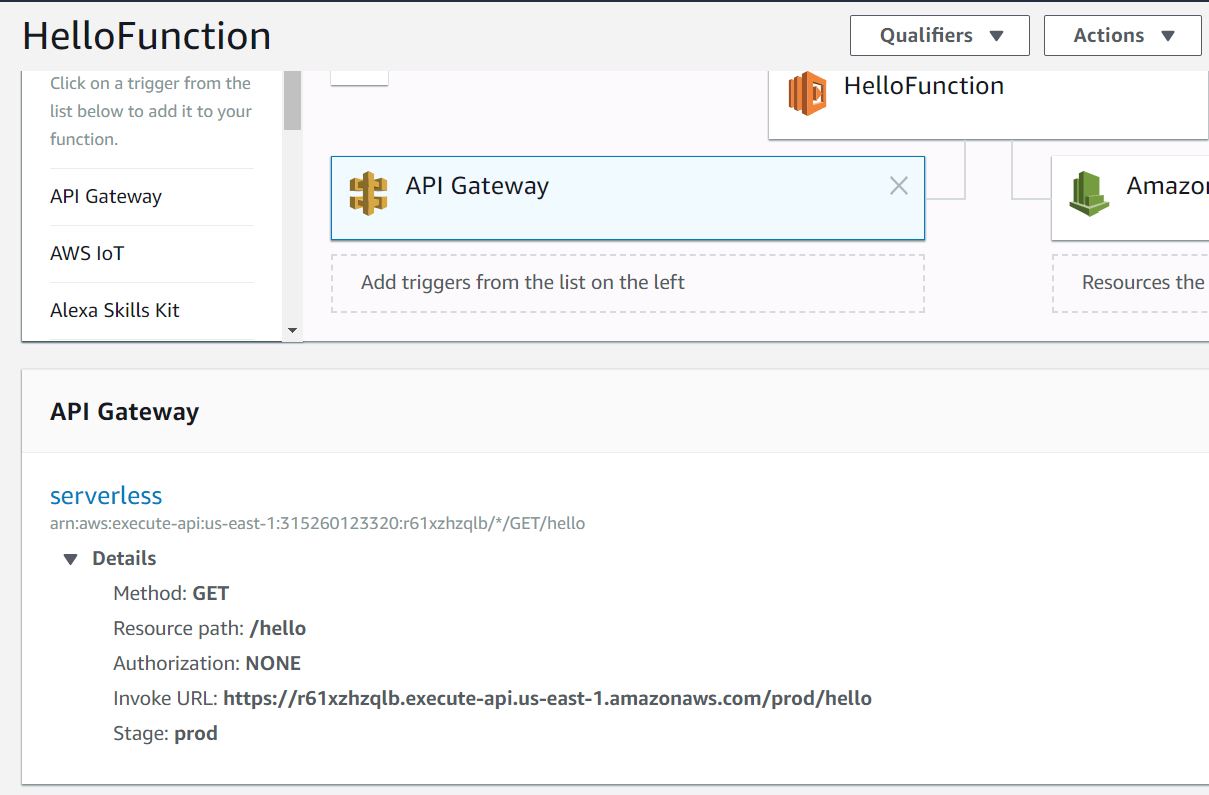 HelloFunction
Qualifiers
Actions
Click on a trigger from the
list below to add it to your
function.
API Gateway
AWS IoT
Alexa Skills Kit
HelloFunction
API Gateway
Add triggers from the list on the left
Resources the
API Gateway
serverless
arn:aws:execute-api:us-east-1:315260123320:r61xzhzqlb/*/GET/hello
Details
Method: GET
Resource path: /hello
Authorization: NONE
Invoke URL: https://r61xzhzqlb.execute-api.us-east-1.amazonaws.com/prod/hello
Stage: prod